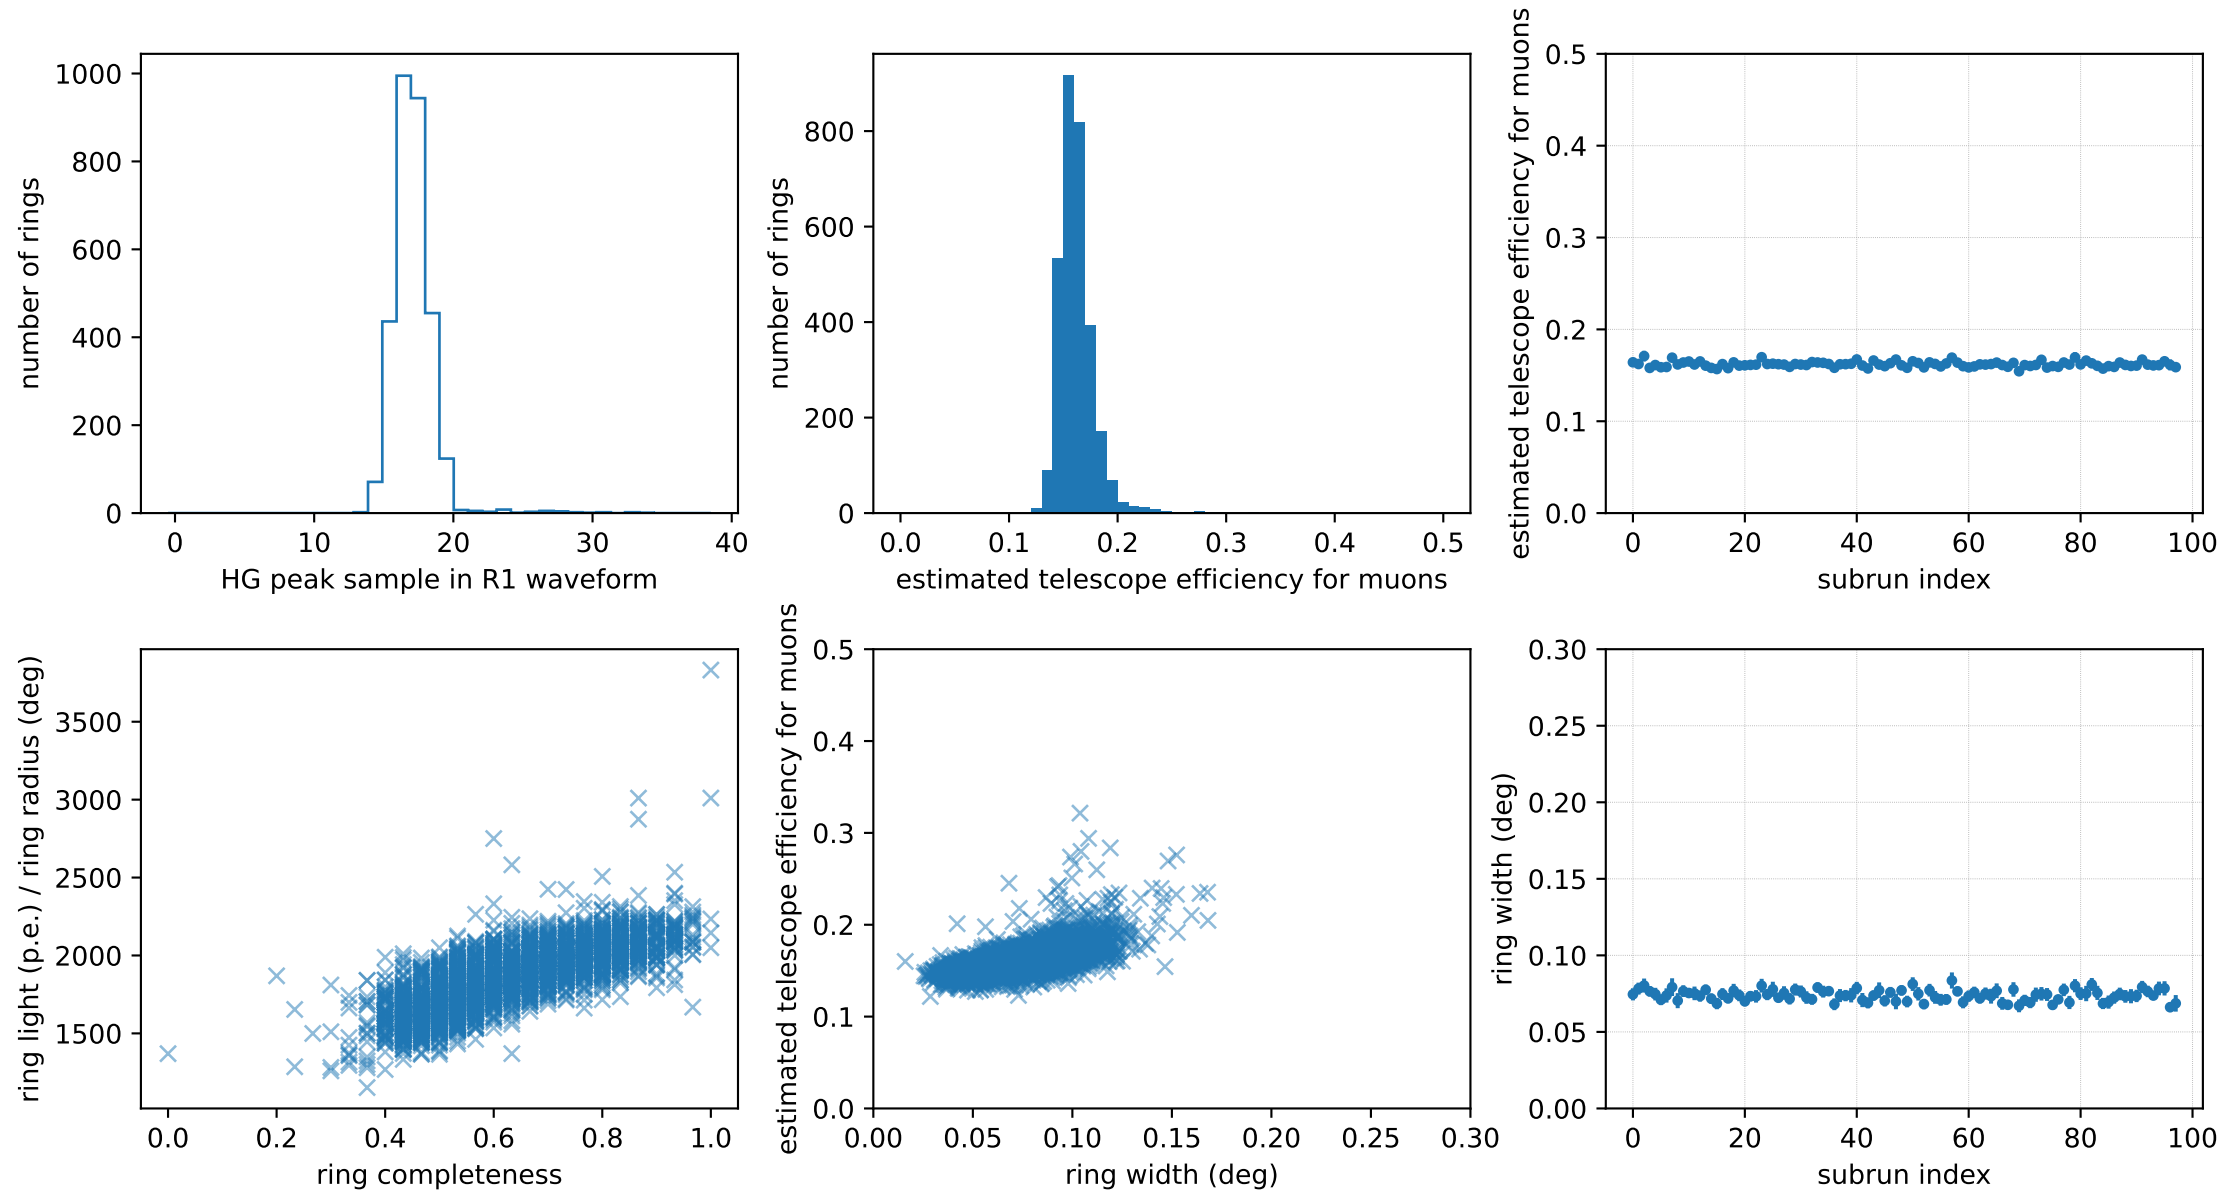 number of rings
1000
800
600
400
200
0
0 10 20 30 40
HG peak sample in R1 waveform
number of rings
800
600
400
200
0
0.0 0.1 0.2 0.3 0.4 0.5
estimated telescope efficiency for muons
estimated telescope efficiency for muons
0.5
0.4
0.3
0.2
0.1
0.0
0 20 40 60 80 100
subrun index
ring light (p.e.) / ring radius (deg)
3500
3000
2500
2000
1500
0.0 0.2 0.4 0.6 0.8 1.0
ring completeness
estimated telescope efficiency for muons
0.5
0.4
0.3
0.2
0.1
0.0
0.00 0.05 0.10 0.15 0.20 0.25 0.30
ring width (deg)
ring width (deg)
0.30
0.25
0.20
0.15
0.10
0.05
0.00
0 20 40 60 80 100
subrun index